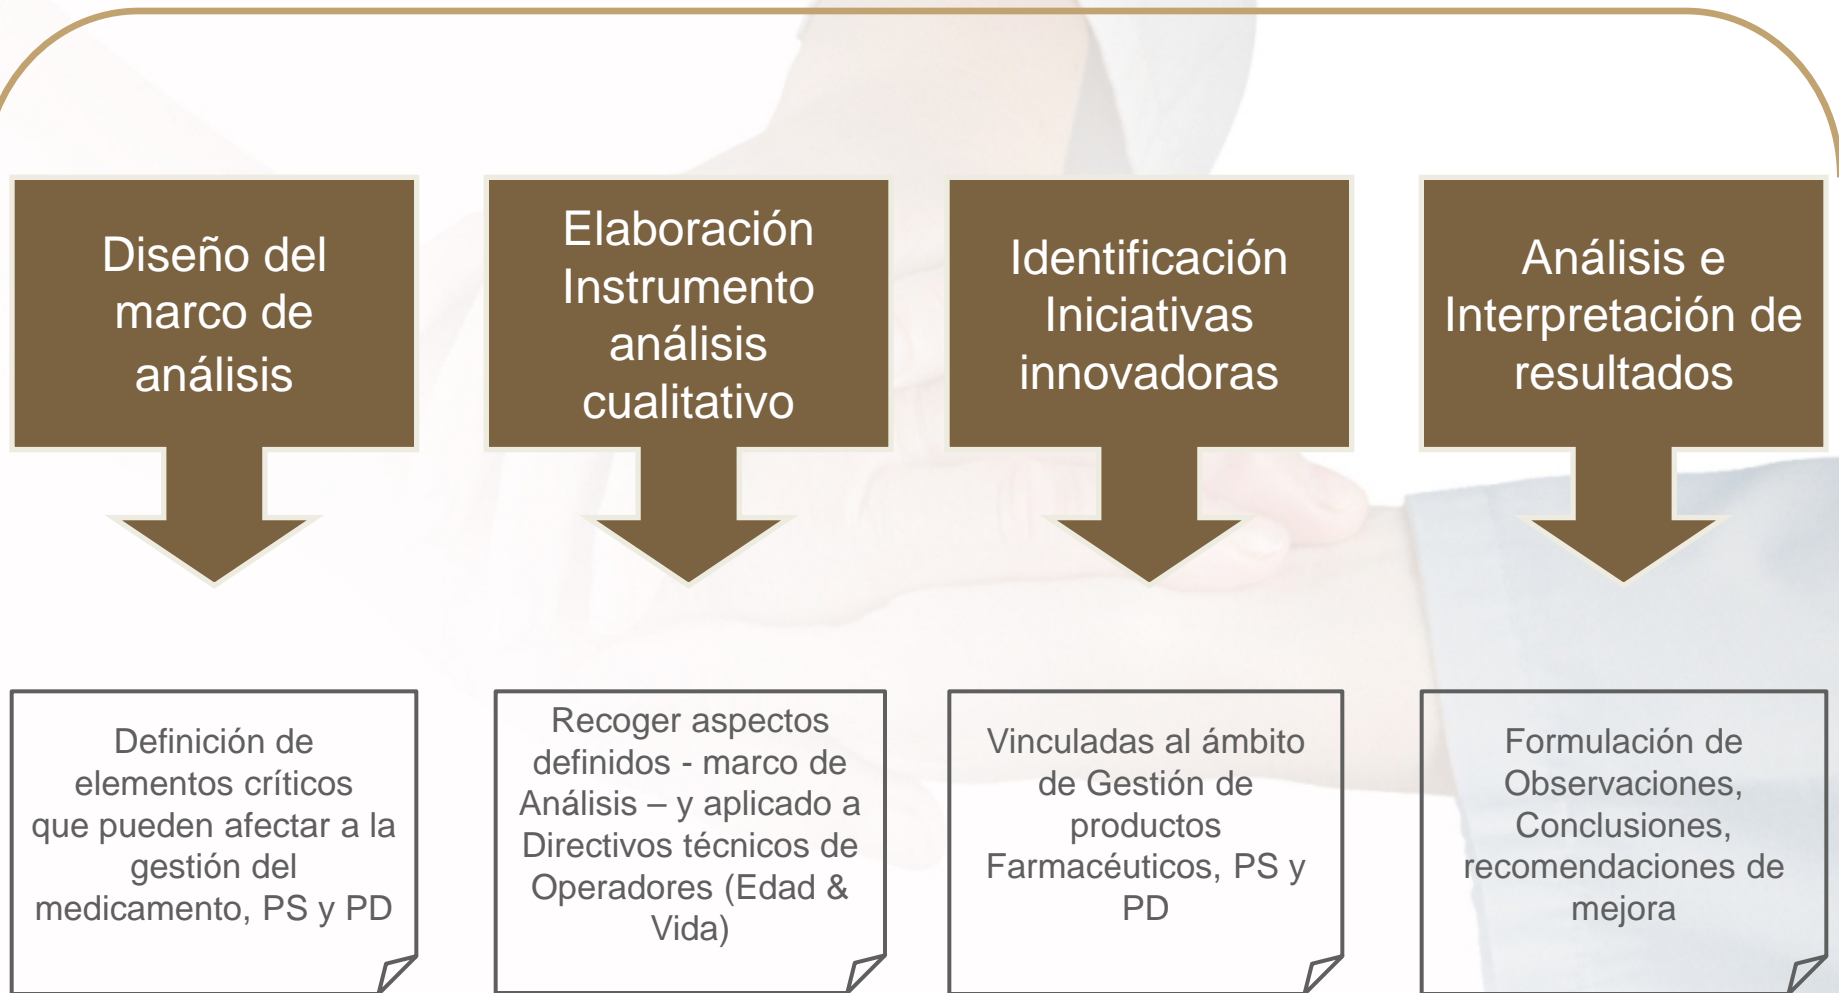 Diseño del
marco de
análisis
Elaboración
Instrumento
análisis
cualitativo
Identificación
Iniciativas
innovadoras
Análisis e
Interpretación de
resultados
Definición de
elementos críticos
que pueden afectar a la
gestión del
medicamento, PS y PD
Recoger aspectos
definidos - marco de
Análisis – y aplicado a
Directivos técnicos de
Operadores (Edad &
Vida)
Vinculadas al ámbito
de Gestión de
productos
Farmacéuticos, PS y
PD
Formulación de
Observaciones,
Conclusiones,
recomendaciones de
mejora